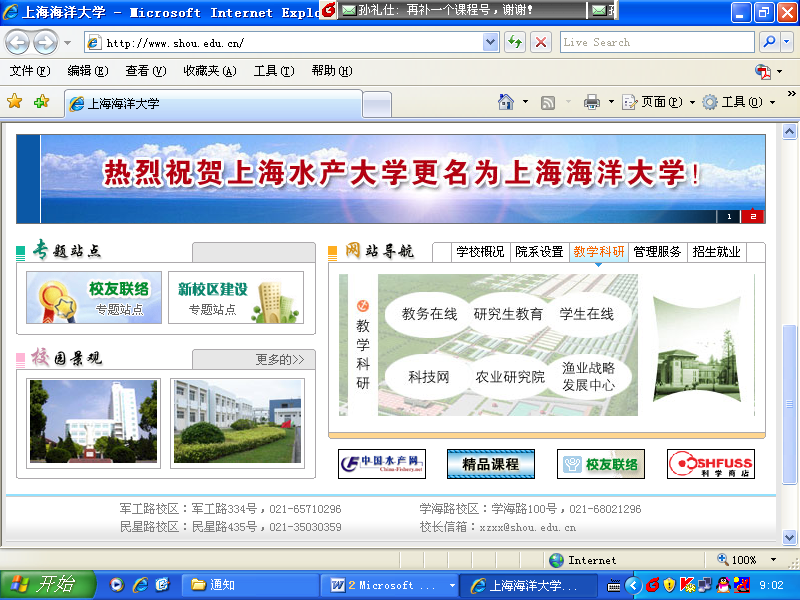 上海海洋大学 - Microsoft Internet Explo
孙礼仕: 再补一个课程号，谢谢!
http://www.shou.edu.cn/
Live Search
文件(F) 编辑(E) 查看(V) 收藏夹(A) 工具(T) 帮助(H)
上海海洋大学
页面(P) 工具(O) »
热烈祝贺上海水产大学更名为上海海洋大学!
1 2
专题站点
校友联络
专题站点
新校区建设
专题站点
校园景观
更多的>>
网站导航
学校概况 院系设置 教学科研 管理服务 招生就业
教学科研
教务在线 研究生教育 学生在线
科技网 农业研究院 渔业战略
发展中心
中国水产网
China-Fishery.net
精品课程
校友联络
SHFUSS
科学商店
军工路校区：军工路334号，021-65710296
学海路校区：学海路100号，021-68021296
民星路校区：民星路435号，021-35030359
校长信箱：xzxx@shou.edu.cn
Internet
100%
开始
通知
2 Microsoft ...
上海海洋大学...
9:02